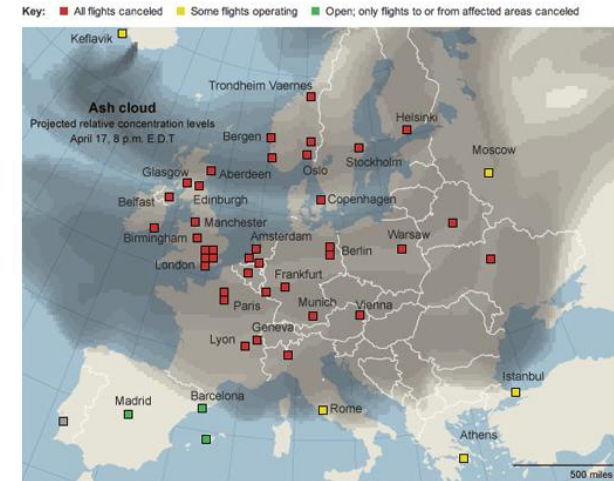 Key: All flights canceled Some flights operating Open; only flights to or from affected areas canceled
Keflavik
Ash cloud
Projected relative concentration levels
April 17, 8 p.m. E.D.T
Trondheim Vaernes
Helsinki
Bergen
Moscow
Oslo
Stockholm
Glasgow
Aberdeen
Belfast
Edinburgh
Copenhagen
Manchester
Birmingham
Amsterdam
Berlin
Warsaw
London
Frankfurt
Paris
Munich
Vienna
Geneva
Lyon
Istanbul
Madrid
Barcelona
Rome
Athens
500 miles